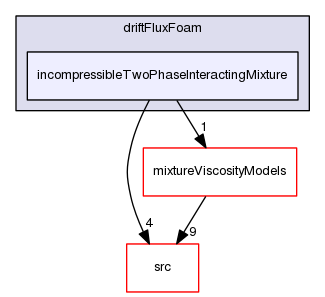 driftFluxFoam
incompressibleTwoPhaseInteractingMixture
1
mixtureViscosityModels
4
9
src